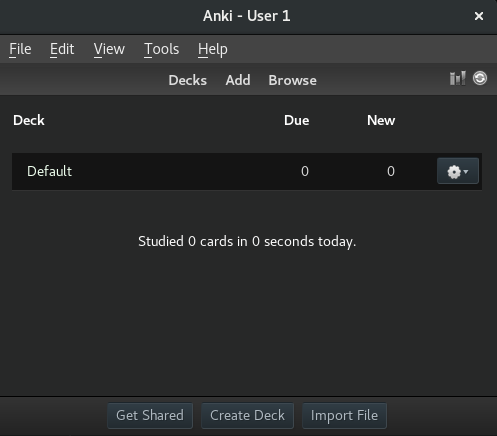 Anki - User 1
File Edit View Tools Help
Decks Add Browse
Deck Due New
Default 0 0
Studied 0 cards in 0 seconds today.
Get Shared Create Deck Import File